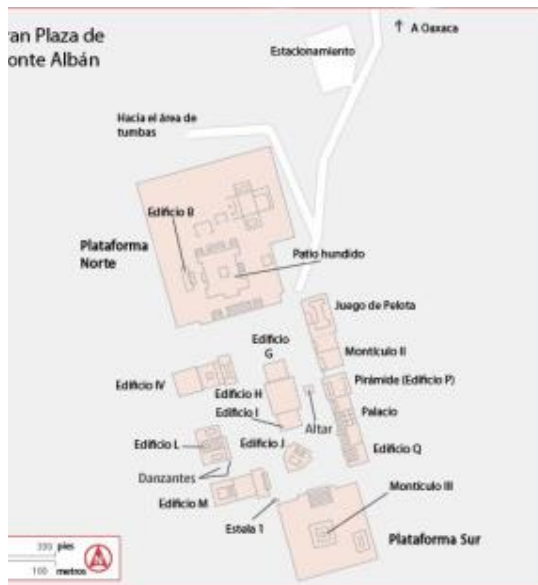 ran Plaza de
onte Albán
↑ A Oaxaca
Estacionamiento
Hacia el área de
tumbas
Edificio B
Plataforma
Norte
Patio hundido
Juego de Pelota
Edificio
G
Montículo II
Edificio IV
Edificio H
Pirámide (Edificio P)
Edificio I
Palacio
Altar
Edificio L
Edificio J
Edificio Q
Danzantes
Edificio M
Montículo III
Estela 1
Plataforma Sur
330 pies
100 metros
N